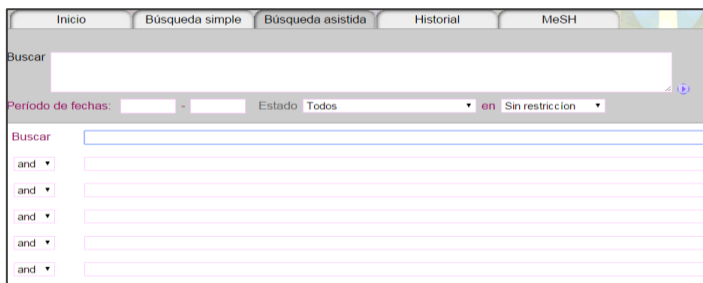 Inicio Búsqueda simple Búsqueda asistida Historial MeSH
Buscar
Período de fechas: - Estado Todos en Sin restriccion
Buscar
and
and
and
and
and